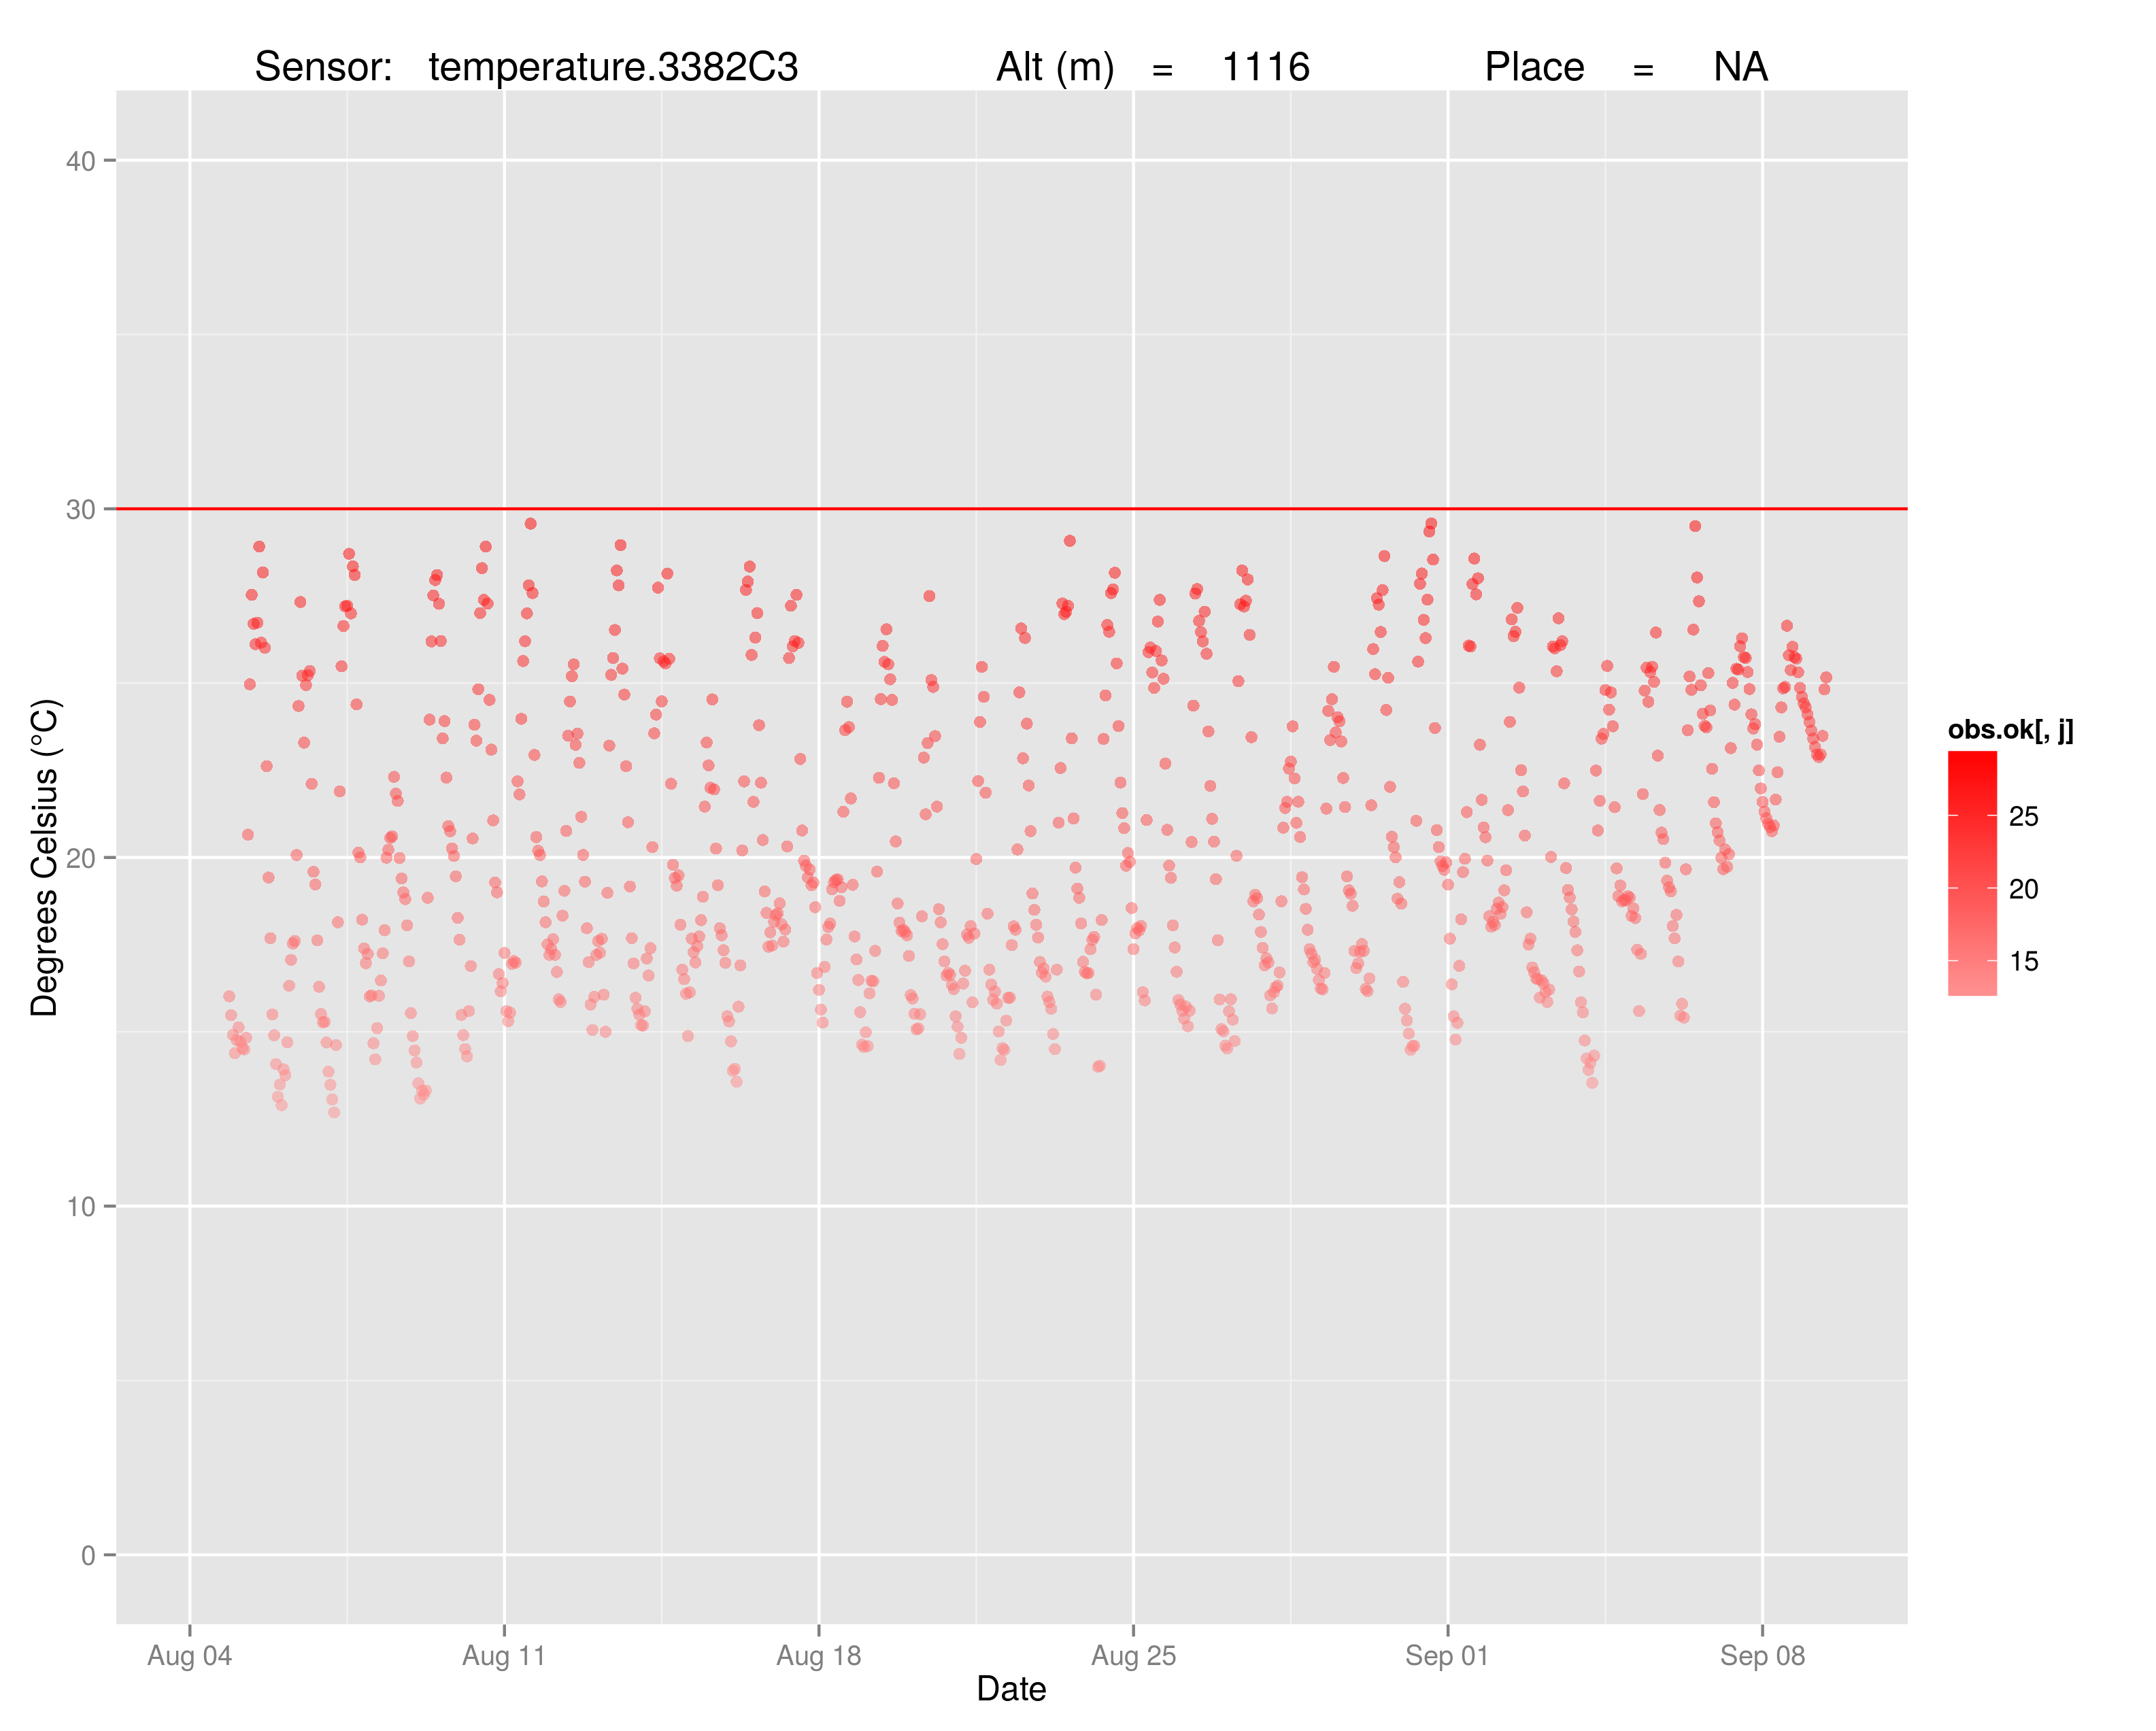 Sensor: temperature.3382C3 Alt (m) = 1116 Place = NA
40
30
20
10
0
Degrees Celsius (°C)
Aug 04 Aug 11 Aug 18 Aug 25 Sep 01 Sep 08
Date
obs.ok[, j]
25
20
15